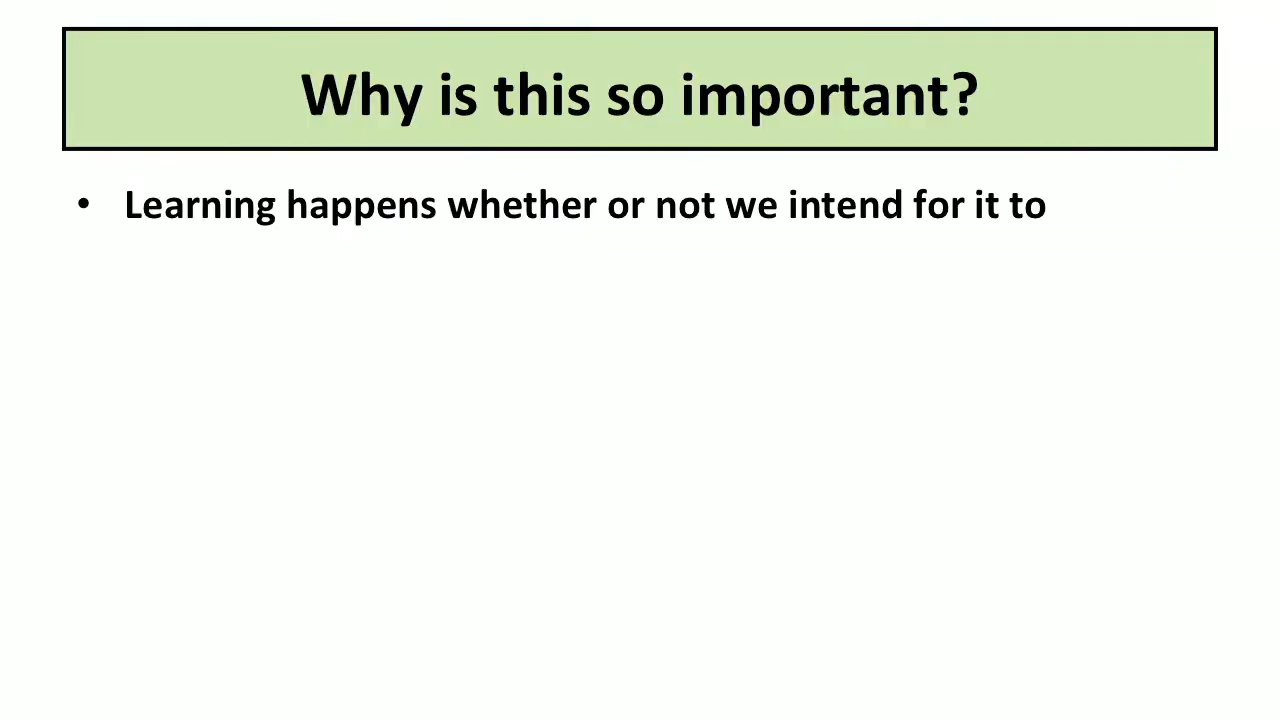 Why is this so important?
• Learning happens whether or not we intend for it to